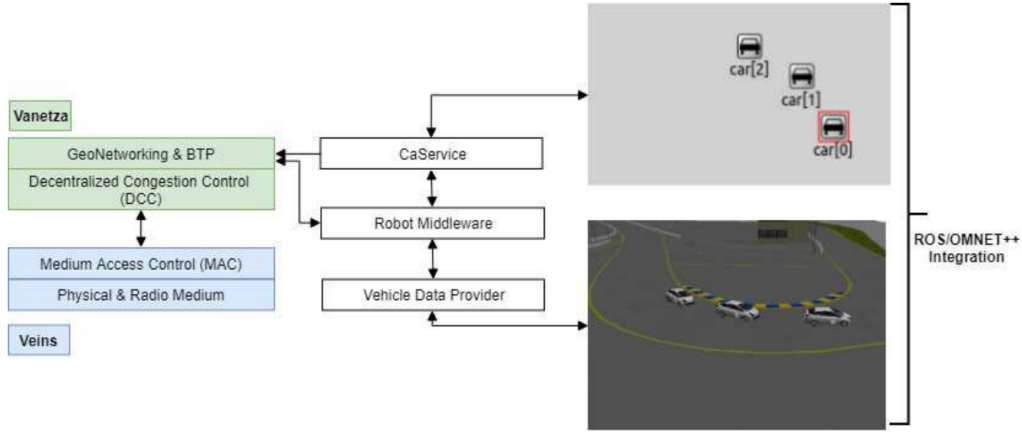 Vanetza
GeoNetworking & BTP
Decentralized Congestion Control
(DCC)
Medium Access Control (MAC)
Physical & Radio Medium
Veins
CaService
Robot Middleware
Vehicle Data Provider
car[2]
car[1]
car[0]
ROS/OMNET++
Integration